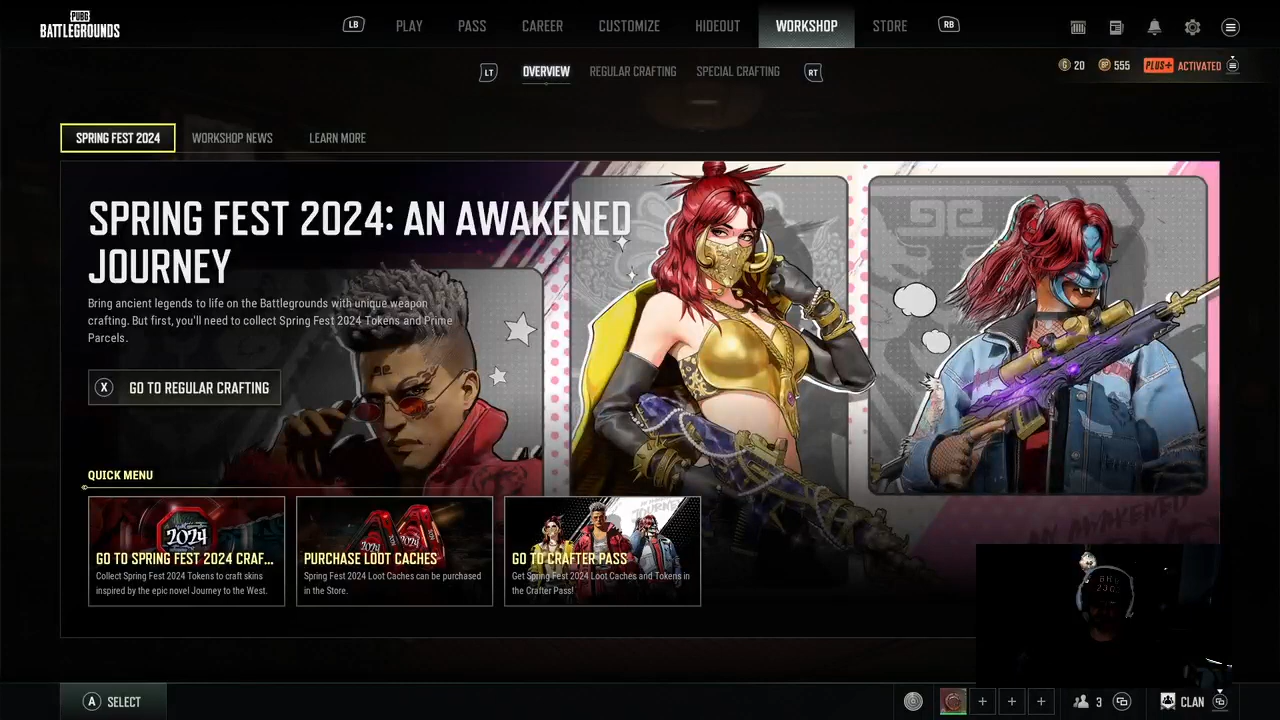 PUBG
BATTLEGROUNDS
LB
PLAY
PASS
CAREER
CUSTOMIZE
HIDEOUT
WORKSHOP
STORE
RB
LT
OVERVIEW
REGULAR CRAFTING
SPECIAL CRAFTING
RT
G 20
BP 555
PLUS+ ACTIVATED
SPRING FEST 2024
WORKSHOP NEWS
LEARN MORE
SPRING FEST 2024: AN AWAKENED
JOURNEY
Bring ancient legends to life on the Battlegrounds with unique weapon
crafting. But first, you'll need to collect Spring Fest 2024 Tokens and Prime
Parcels.
X GO TO REGULAR CRAFTING
QUICK MENU
2024
GO TO SPRING FEST 2024 CRAF...
Collect Spring Fest 2024 Tokens to craft skins
inspired by the epic novel Journey to the West.
2024
2024
PURCHASE LOOT CACHES
Spring Fest 2024 Loot Caches can be purchased
in the Store.
JOURNEY
GO TO CRAFTER PASS
Get Spring Fest 2024 Loot Caches and Tokens in
the Crafter Pass!
AN AWAKENED
A SELECT
3
CLAN